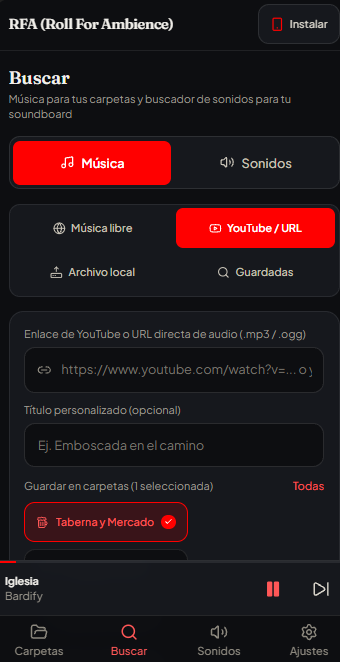 RFA (Roll For Ambience)
Instalar
Buscar
Música para tus carpetas y buscador de sonidos para tu
soundboard
Música
Sonidos
Música libre
YouTube / URL
Archivo local
Guardadas
Enlace de YouTube o URL directa de audio (.mp3 / .ogg)
https://www.youtube.com/watch?v=... o
Título personalizado (opcional)
Ej. Emboscada en el camino
Guardar en carpetas (1 seleccionada)
Todas
Taberna y Mercado
Iglesia
Bardify
Carpetas
Buscar
Sonidos
Ajustes